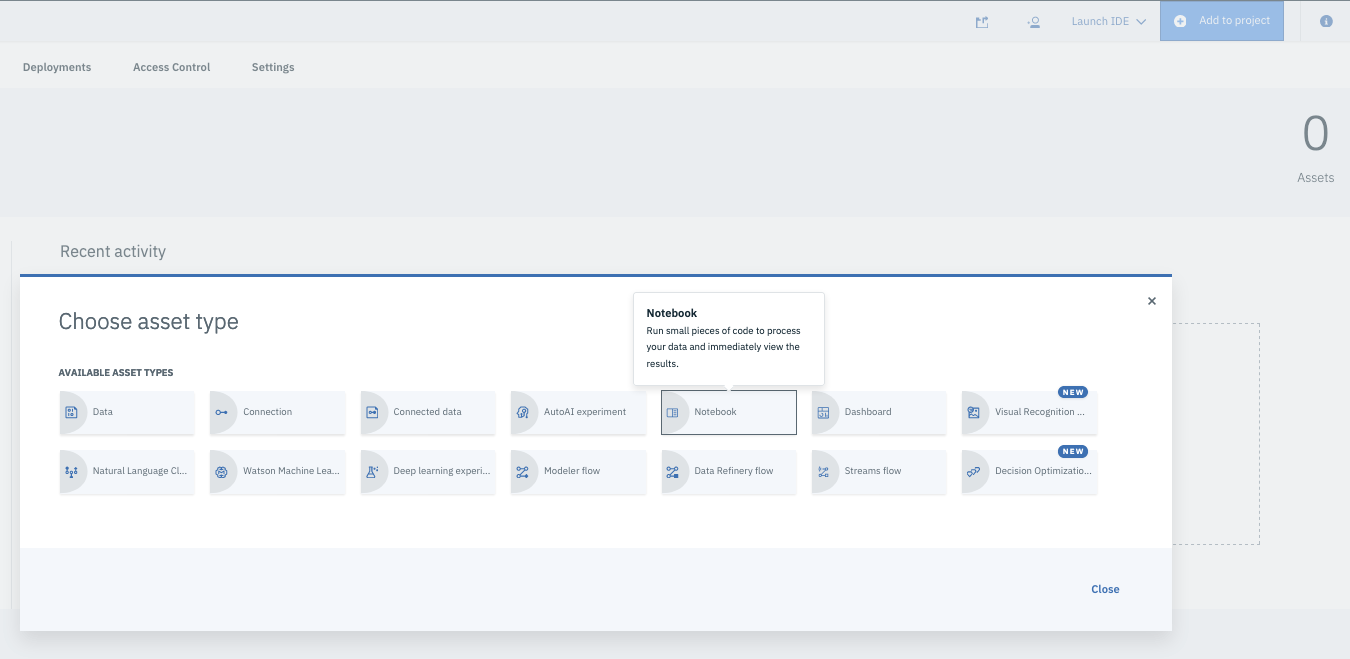 Launch IDE
Add to project
Deployments
Access Control
Settings
0
Assets
Recent activity
Choose asset type
Notebook
Run small pieces of code to process
your data and immediately view the
results.
AVAILABLE ASSET TYPES
NEW
Data
Connection
Connected data
AutoAI experiment
Notebook
Dashboard
Visual Recognition ...
NEW
Natural Language Cl...
Watson Machine Lea...
Deep learning experi...
Modeler flow
Data Refinery flow
Streams flow
Decision Optimizatio...
Close